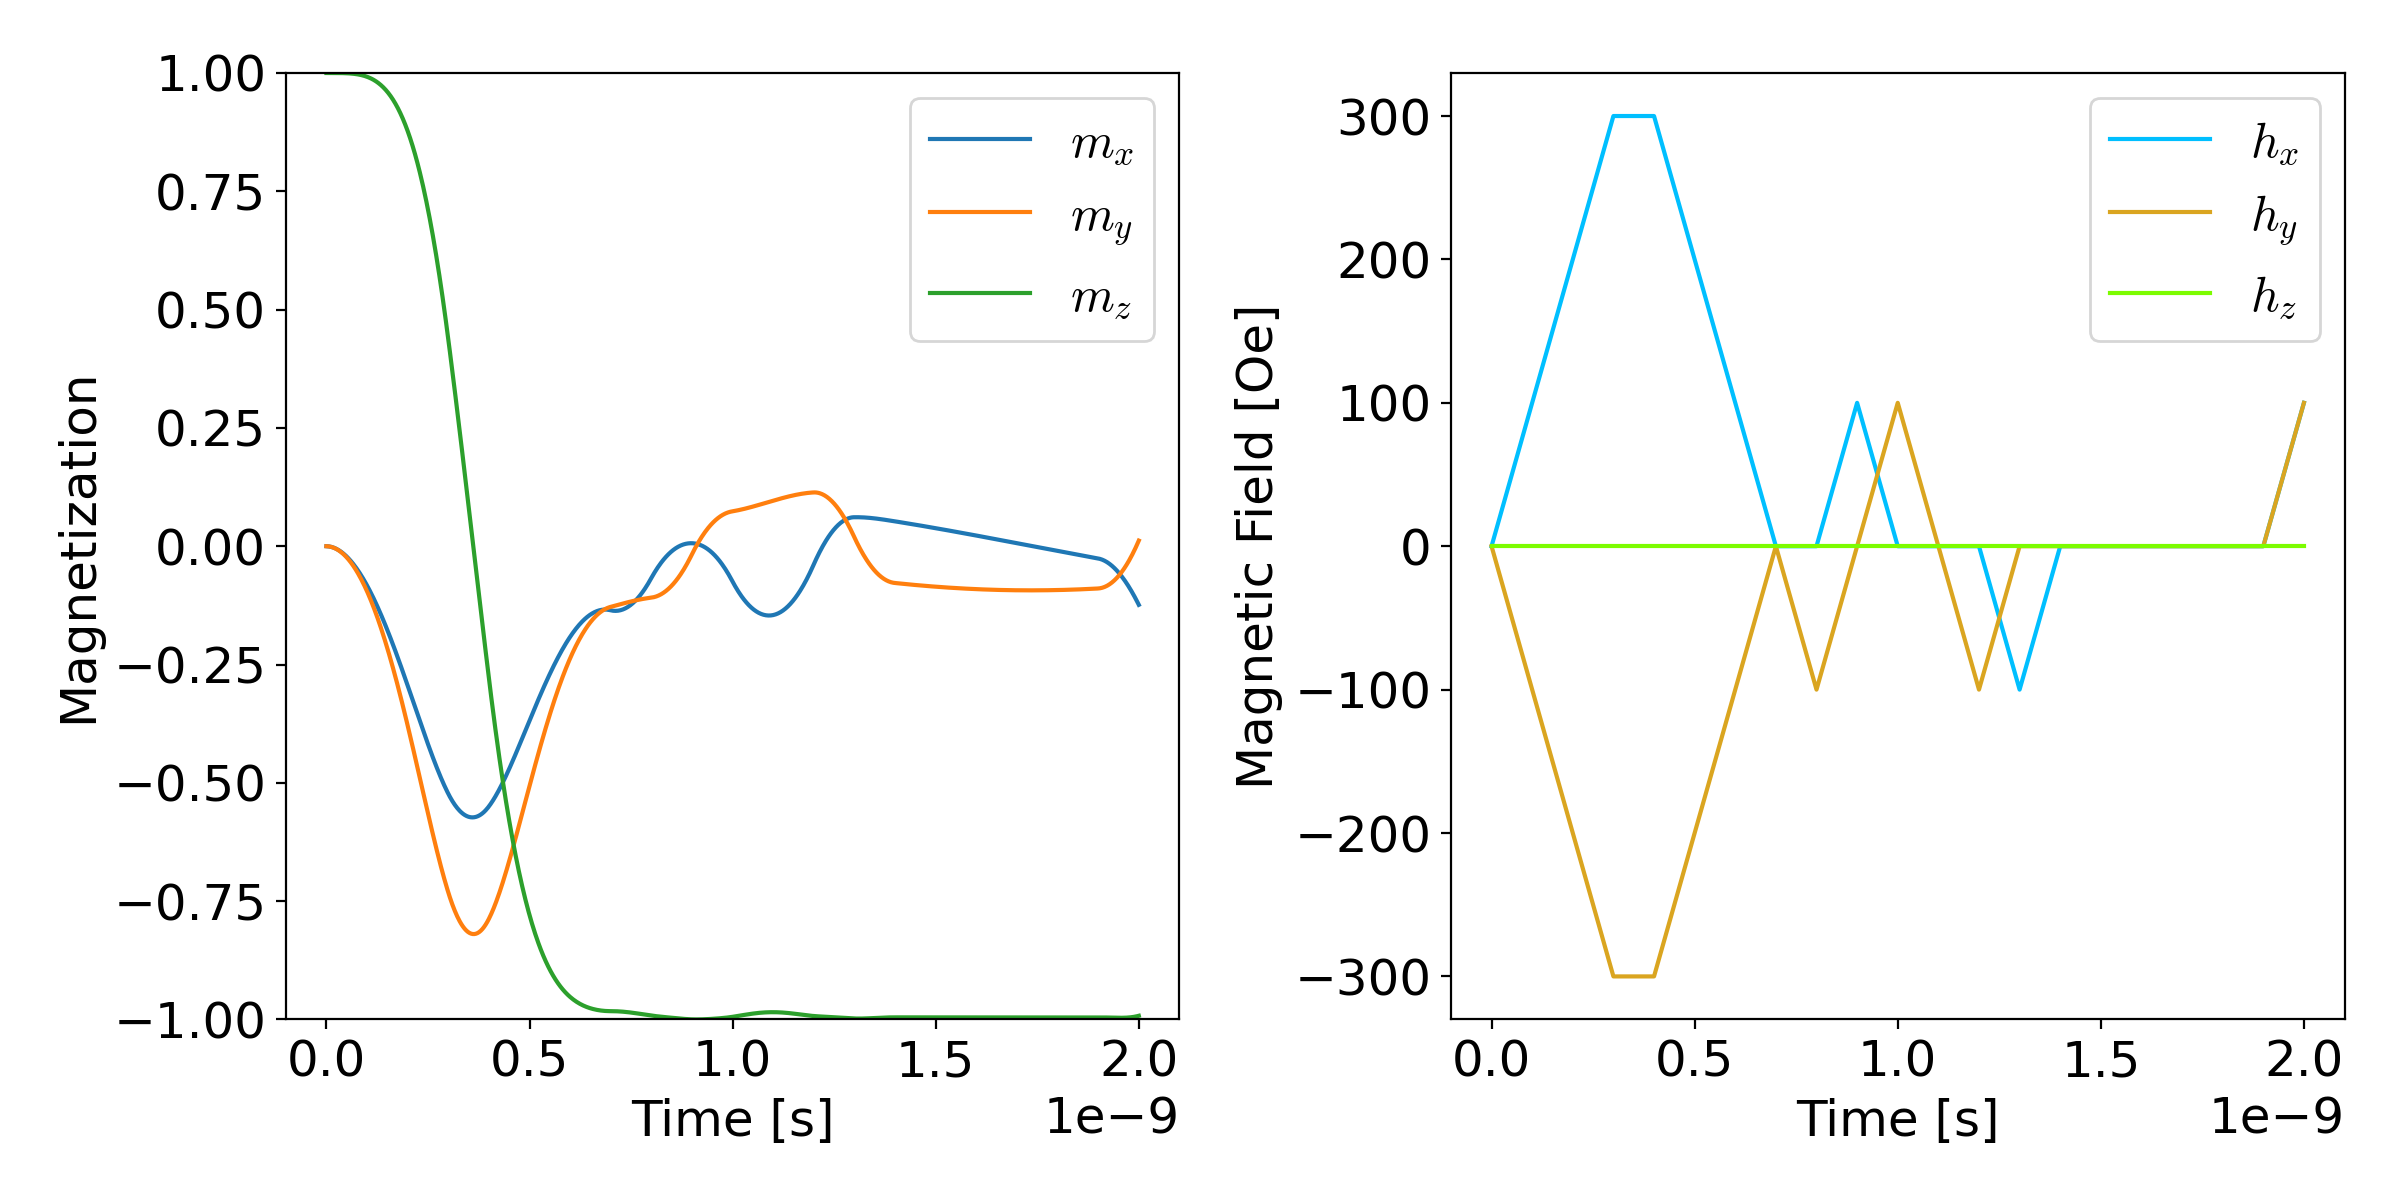 Magnetization
1.00
0.75
0.50
0.25
0.00
−0.25
−0.50
−0.75
−1.00
0.0 0.5 1.0 1.5 2.0
Time [s]
1e−9
m_x
m_y
m_z
Magnetic Field [Oe]
300
200
100
0
−100
−200
−300
0.0 0.5 1.0 1.5 2.0
Time [s]
1e−9
h_x
h_y
h_z